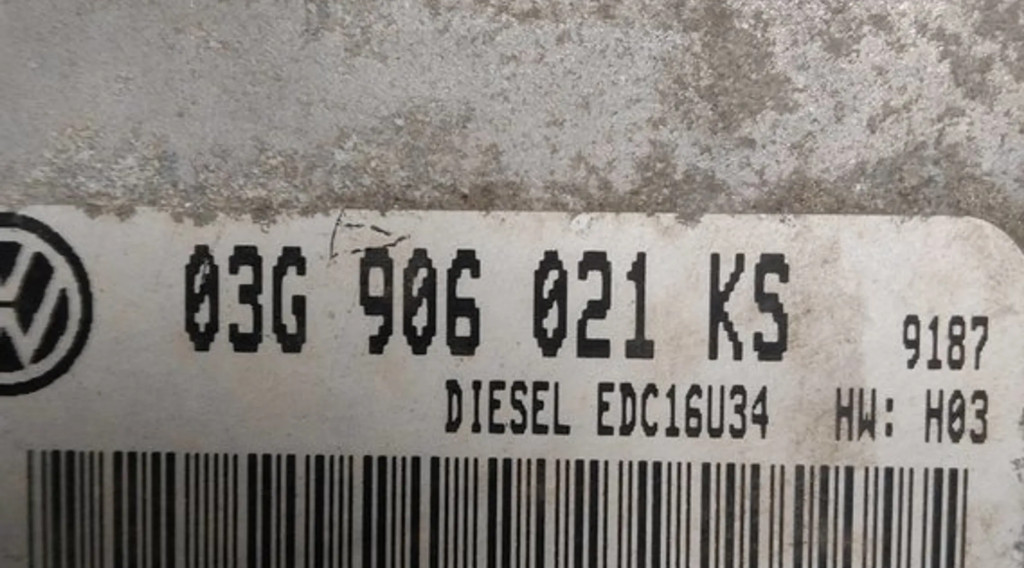 03G 906 021 KS
9187
DIESEL EDC16U34 HW: H03